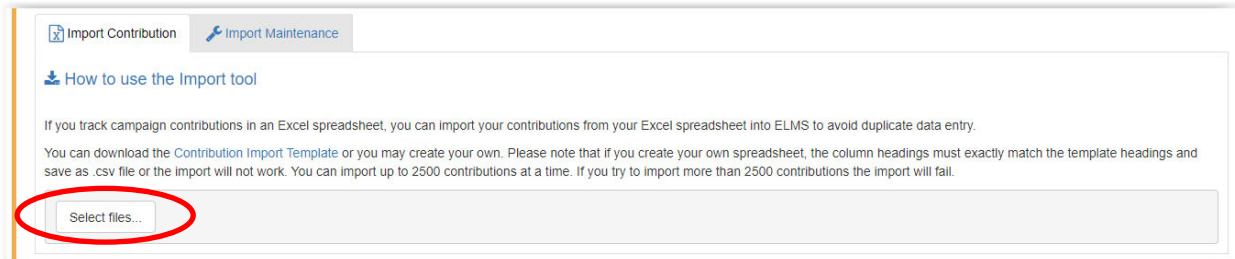 Import Contribution Import Maintenance
How to use the Import tool
If you track campaign contributions in an Excel spreadsheet, you can import your contributions from your Excel spreadsheet into ELMS to avoid duplicate data entry.
You can download the Contribution Import Template or you may create your own. Please note that if you create your own spreadsheet, the column headings must exactly match the template headings and
save as .csv file or the import will not work. You can import up to 2500 contributions at a time. If you try to import more than 2500 contributions the import will fail.
Select files...